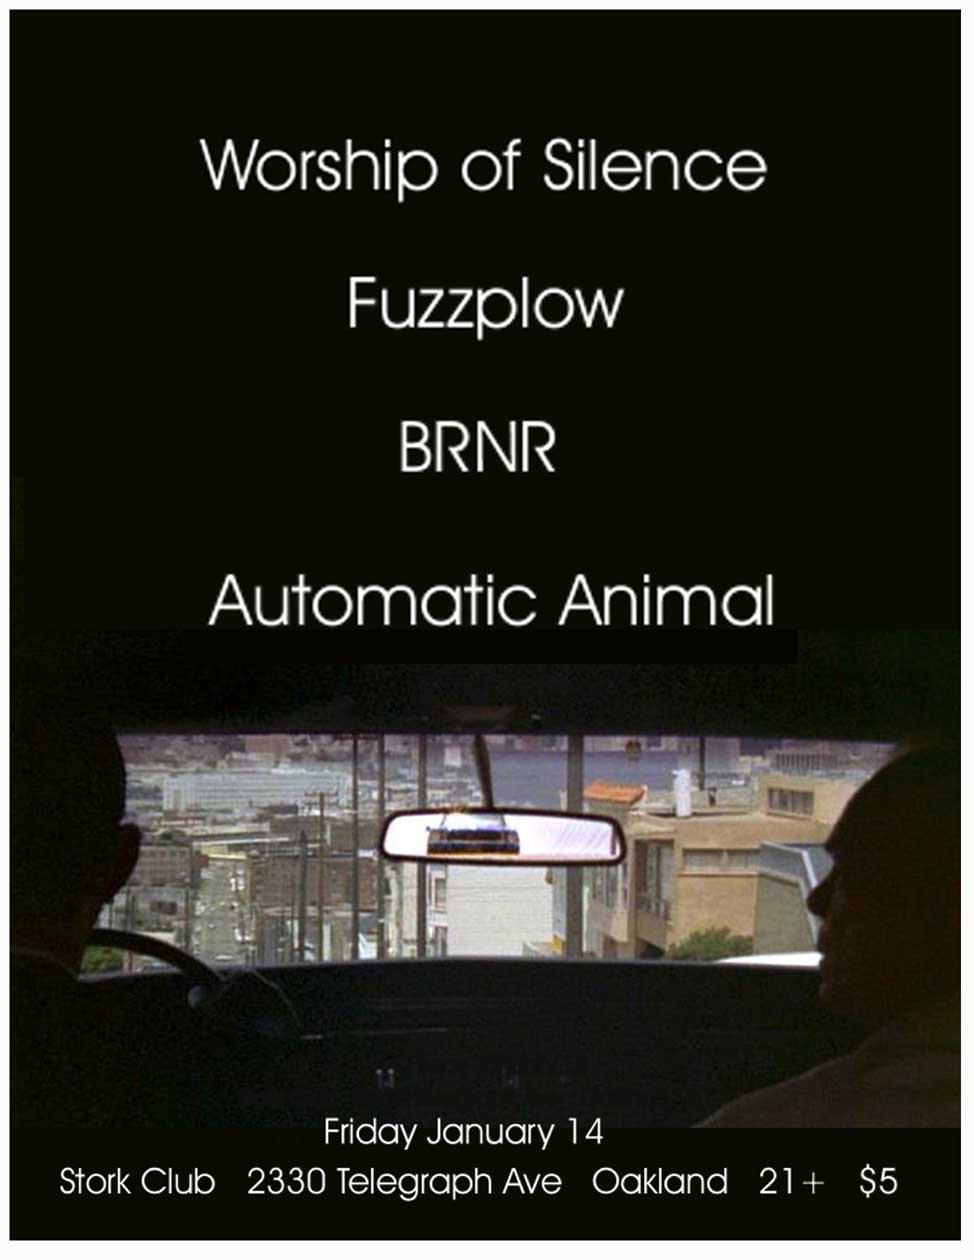 Worship of Silence
Fuzzplow
BRNR
Automatic Animal
Friday January 14
Stork Club 2330 Telegraph Ave Oakland 21+ $5